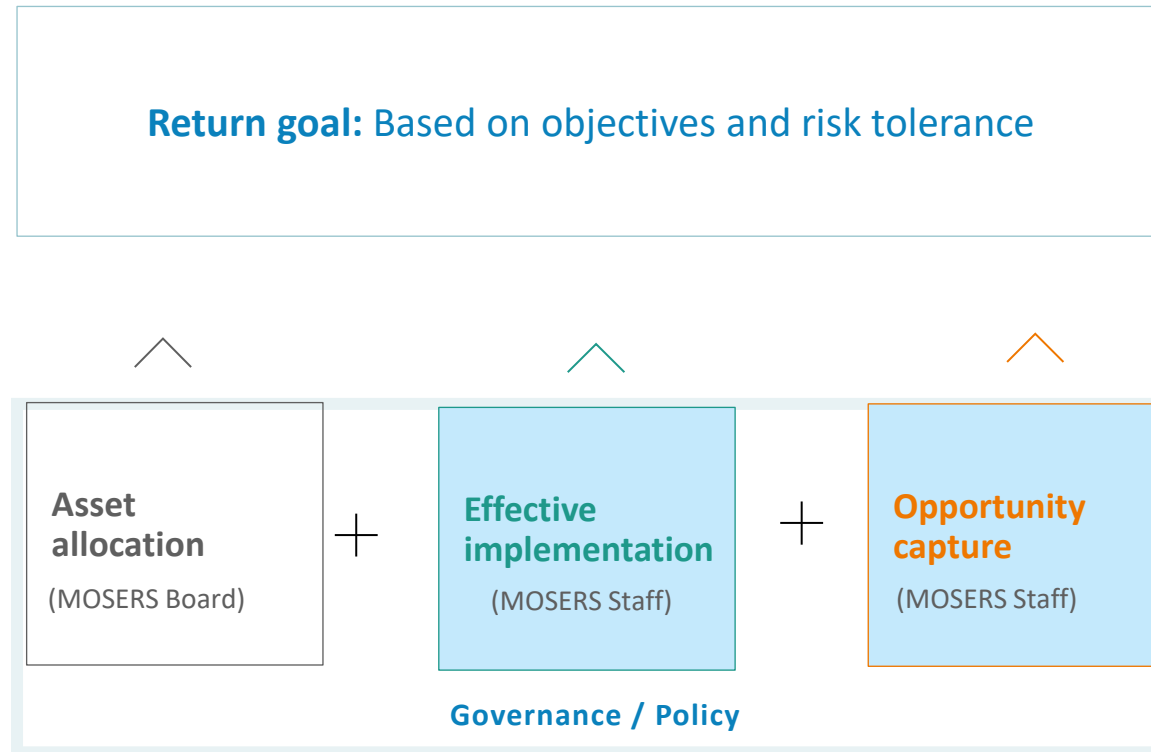 Return goal: Based on objectives and risk tolerance
Asset
allocation
(MOSERS Board)
Effective
implementation
(MOSERS Staff)
Opportunity
capture
(MOSERS Staff)
Governance / Policy